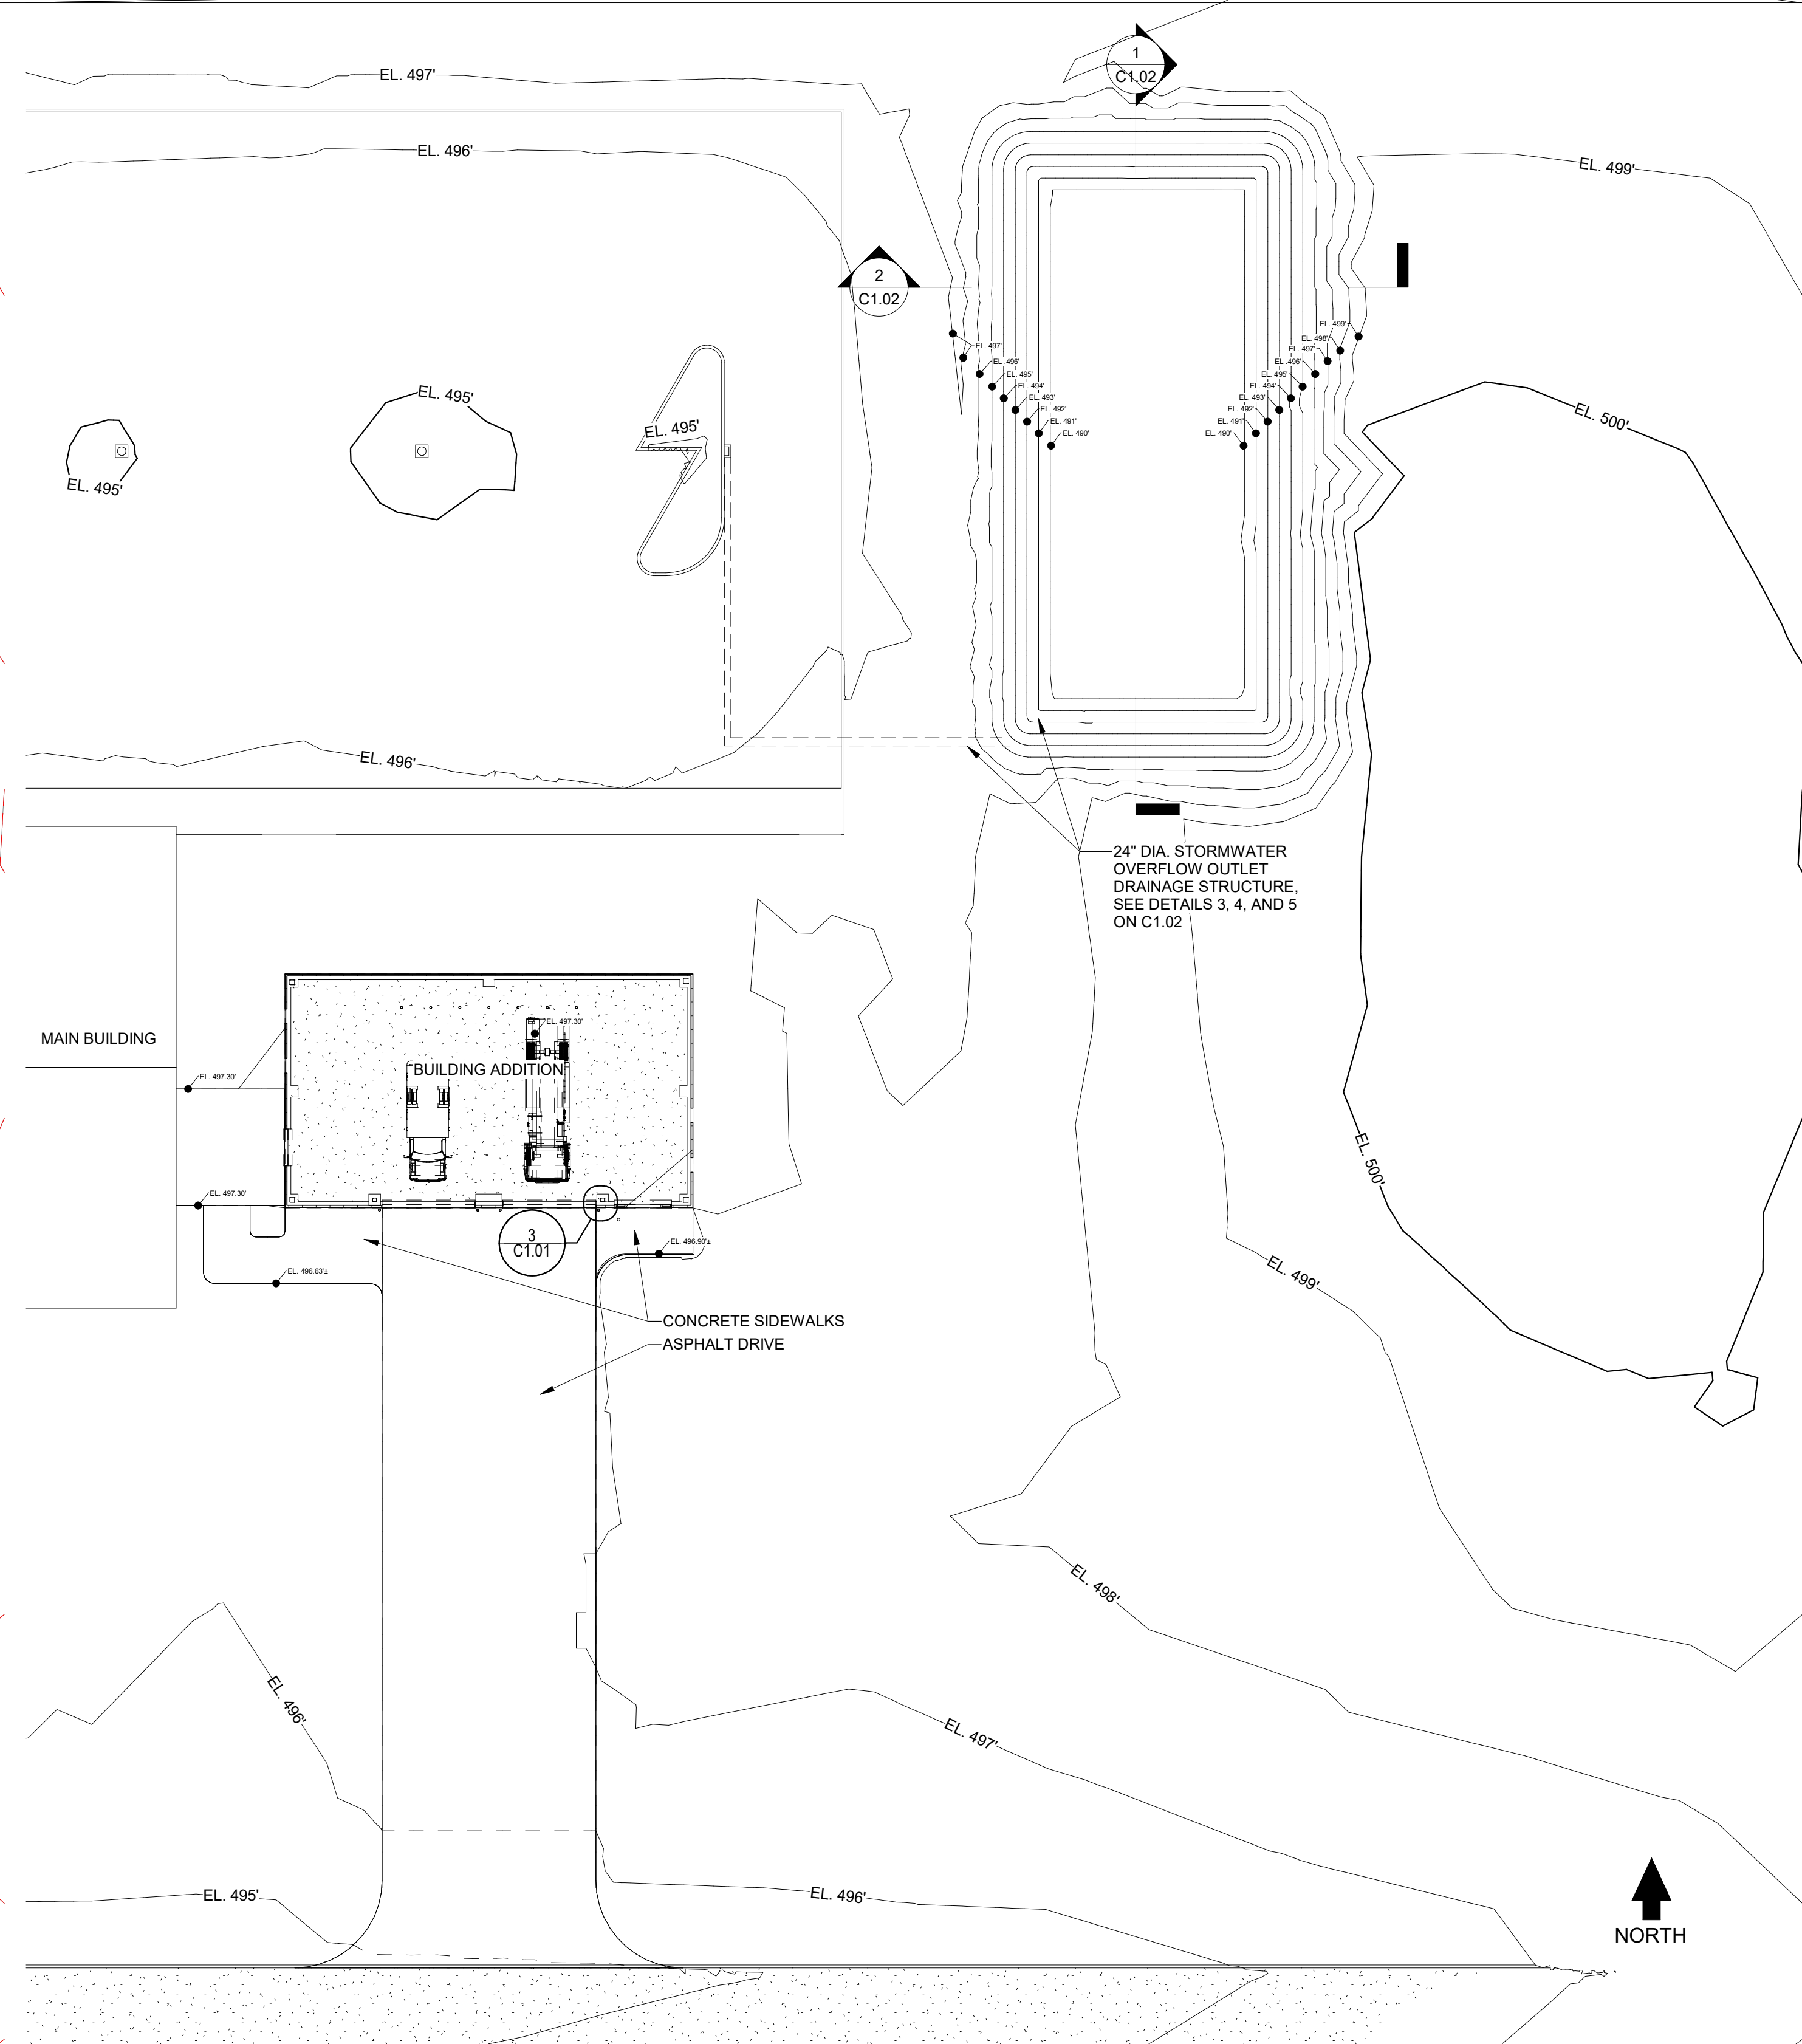 1
C1.02
EL. 497'
EL. 496'
EL. 499'
2
C1.02
EL. 499'
EL. 498'
EL. 497'
EL. 497'
EL. 496'
EL. 496'
EL. 495'
EL. 495'
EL. 494'
EL. 494'
EL. 493'
EL. 493'
EL. 492'
EL. 492'
EL. 491'
EL. 491'
EL. 490'
EL. 490'
EL. 495'
EL. 495'
EL. 495'
EL. 500'
EL. 496'
24" DIA. STORMWATER
OVERFLOW OUTLET
DRAINAGE STRUCTURE,
SEE DETAILS 3, 4, AND 5
ON C1.02
MAIN BUILDING
EL. 497.30'
BUILDING ADDITION
EL. 497.30'
EL. 497.30'
3
C1.01
EL. 496.90'±
EL. 496.63'±
CONCRETE SIDEWALKS
ASPHALT DRIVE
EL. 500'
EL. 499'
EL. 498'
EL. 496'
EL. 497'
EL. 495'
EL. 496'
NORTH